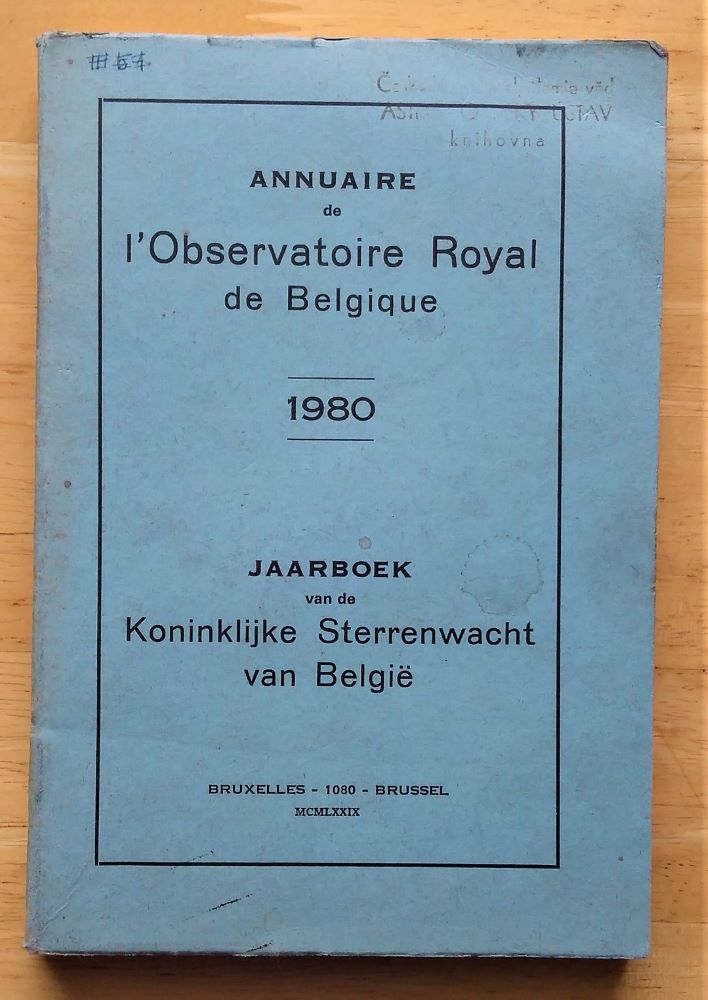 ÚSTAV
knihovna
ANNUAIRE
de
l'Observatoire Royal
de Belgique
1980
JAARBOEK
van de
Koninklijke Sterrenwacht
van België
BRUXELLES - 1080 - BRUSSEL
MCMLXXIX